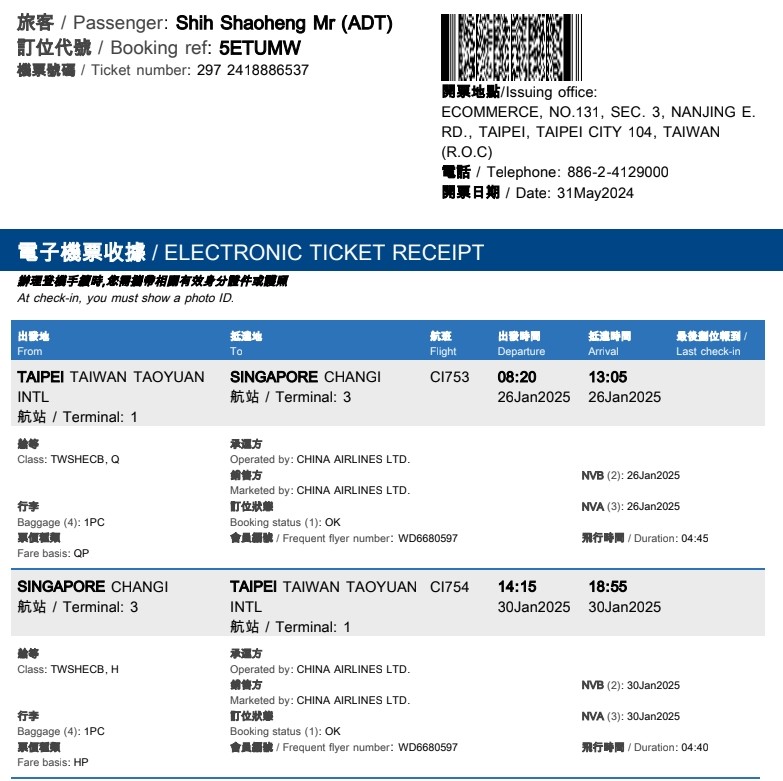 旅客 / Passenger: Shih Shaoheng Mr (ADT)
訂位代號 / Booking ref: 5ETUMW
機票號碼 / Ticket number: 297 2418886537
開票地點/Issuing office:
ECOMMERCE, NO.131, SEC. 3, NANJING E.
RD., TAIPEI, TAIPEI CITY 104, TAIWAN
(R.O.C)
電話 / Telephone: 886-2-4129000
開票日期 / Date: 31May2024
電子機票收據 / ELECTRONIC TICKET RECEIPT
辦理登機手續時,您需攜帶相關有效身分證件或護照
At check-in, you must show a photo ID.
出發地 抵達地 航班 出發時間 抵達時間 最後劃位報到 /
From To Flight Departure Arrival Last check-in
TAIPEI TAIWAN TAOYUAN SINGAPORE CHANGI CI753 08:20 13:05
INTL 航站 / Terminal: 3 26Jan2025 26Jan2025
航站 / Terminal: 1
艙等 承運方
Class: TWSHECB, Q Operated by: CHINA AIRLINES LTD.
銷售方 NVB (2): 26Jan2025
Marketed by: CHINA AIRLINES LTD.
行李 訂位狀態 NVA (3): 26Jan2025
Baggage (4): 1PC Booking status (1): OK
票價種類 會員編號 / Frequent flyer number: WD6680597 飛行時間 / Duration: 04:45
Fare basis: QP
SINGAPORE CHANGI TAIPEI TAIWAN TAOYUAN CI754 14:15 18:55
航站 / Terminal: 3 INTL 30Jan2025 30Jan2025
航站 / Terminal: 1
艙等 承運方
Class: TWSHECB, H Operated by: CHINA AIRLINES LTD.
銷售方 NVB (2): 30Jan2025
Marketed by: CHINA AIRLINES LTD.
行李 訂位狀態 NVA (3): 30Jan2025
Baggage (4): 1PC Booking status (1): OK
票價種類 會員編號 / Frequent flyer number: WD6680597 飛行時間 / Duration: 04:40
Fare basis: HP